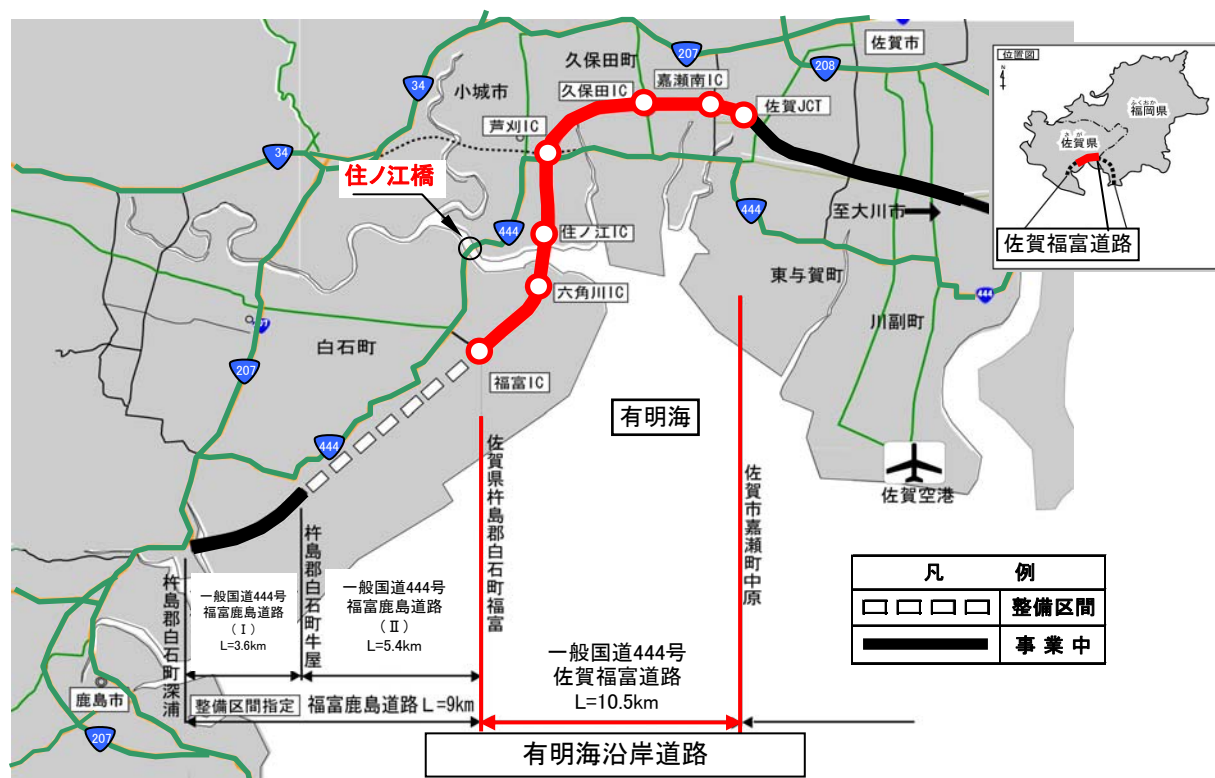 207
佐賀市
久保田町
207
208
34
小城市
嘉瀬南IC
久保田IC
佐賀JCT
芦刈IC
34
住ノ江橋
444
444
至大川市
住ノ江IC
東与賀町
六角川IC
444
川副町
白石町
207
福富IC
有明海
444
佐賀空港
位置図
N
ふくおか
福岡県
さが
佐賀県
佐賀福富道路
佐賀県杵島郡白石町福富
佐賀市嘉瀬町中原
杵島郡白石町牛屋
杵島郡白石町深浦
一般国道444号
福富鹿島道路
(Ⅰ)
L=3.6km
一般国道444号
福富鹿島道路
(Ⅱ)
L=5.4km
一般国道444号
佐賀福富道路
L=10.5km
凡 例
整備区間
事業中
鹿島市
整備区間指定 福富鹿島道路L=9km
207
有明海沿岸道路